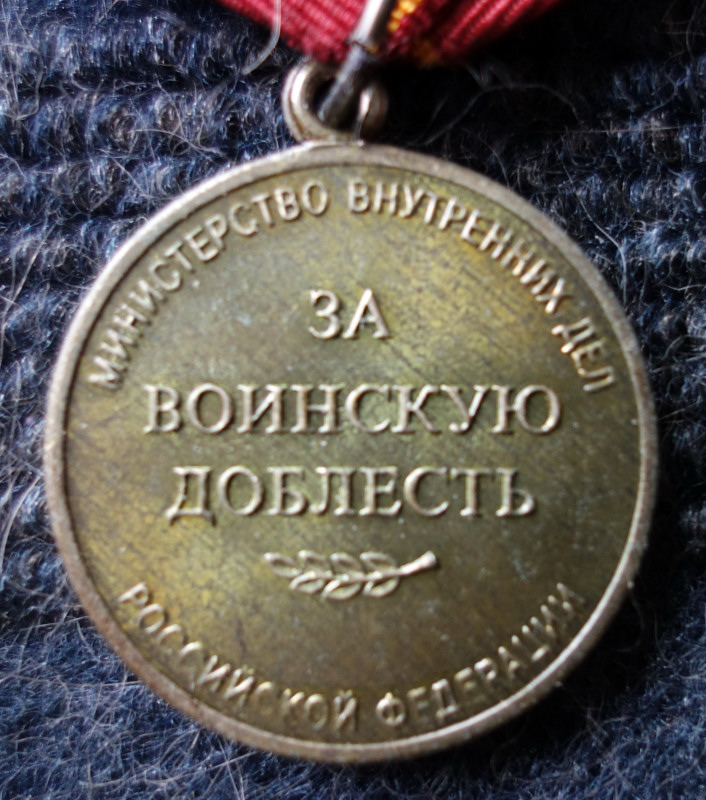 МИНИСТЕРСТВО ВНУТРЕННИХ ДЕЛ
ЗА
ВОИНСКУЮ
ДОБЛЕСТЬ
РОССИЙСКОЙ ФЕДЕРАЦИИ